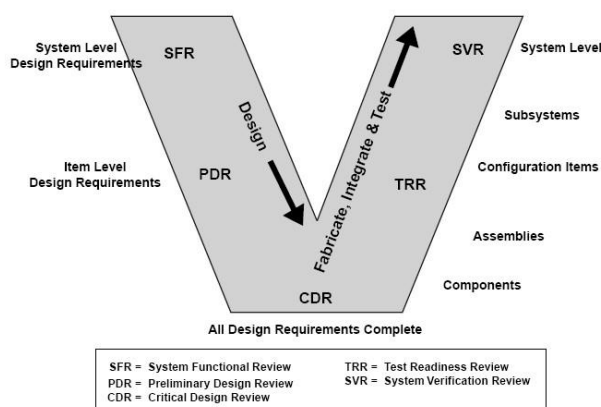 System Level
Design Requirements
SFR
SVR
System Level
Design
Fabricate, Integrate & Test
Subsystems
Item Level
Design Requirements
PDR
TRR
Configuration Items
Assemblies
CDR
Components
All Design Requirements Complete
SFR = System Functional Review
PDR = Preliminary Design Review
CDR = Critical Design Review
TRR = Test Readiness Review
SVR = System Verification Review